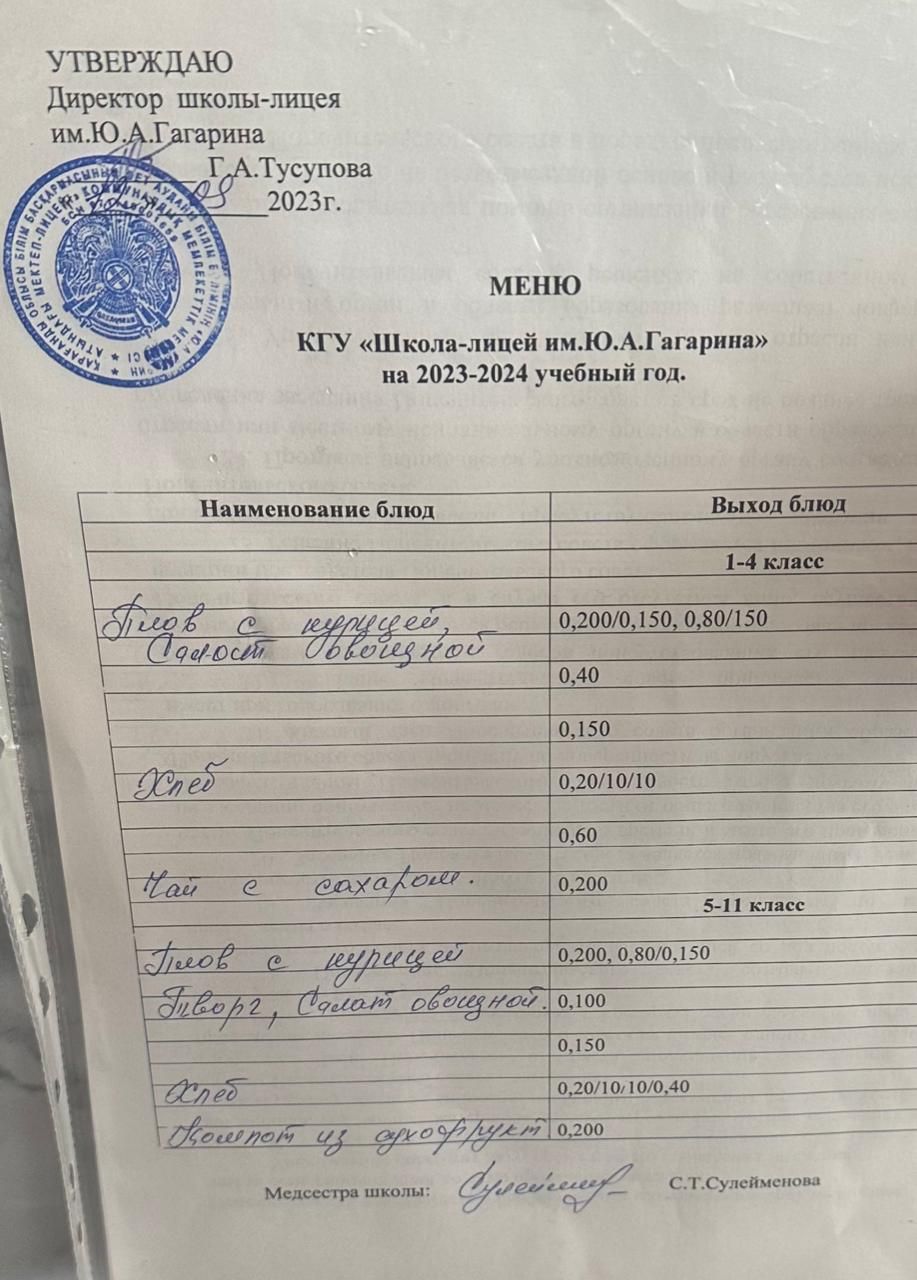 УТВЕРЖДАЮ
Директор школы-лицея
им.Ю.А.Гагарина
Г.А.Тусупова
09 2023г.
МЕНЮ
КГУ «Школа-лицей им.Ю.А.Гагарина»
на 2023-2024 учебный год.
Наименование блюд Выход блюд
1-4 класс
Плов с курицей, 0,200/0,150, 0,80/150
Салат овощной
0,40
0,150
Хлеб 0,20/10/10
0,60
Чай с сахаром. 0,200
5-11 класс
Плов с курицей 0,200, 0,80/0,150
Творг, Салат овощной. 0,100
0,150
Хлеб 0,20/10/10/0,40
Компот из сухофрукт 0,200
Медсестра школы: С.Т.Сулейменова